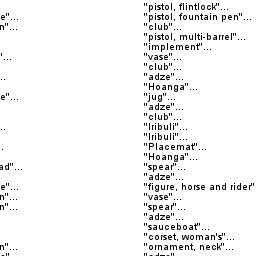 "pistol, flintlock"...
e"... "pistol, fountain pen"...
n"... "club"...
"pistol, multi-barrel"...
"implement"...
"... "vase"...
"club"...
.. "adze"...
"Hoanga"...
e"... "jug"...
"adze"...
"club"...
.. "Iribuli"...
"Iribuli"...
. "Placemat"...
"Hoanga"...
ad"... "spear"...
"adze"...
e"... "figure, horse and rider"
n"... "vase"...
n"... "spear"...
"adze"...
"sauceboat"...
"corset, woman's"...
n"... "ornament, neck"...